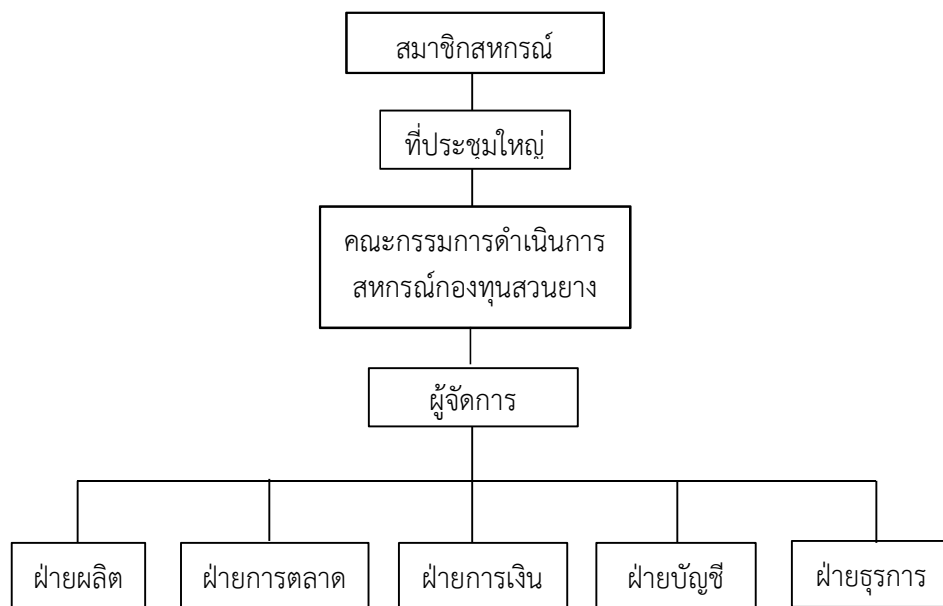 สมาชิกสหกรณ์
ที่ประชุมใหญ่
คณะกรรมการดำเนินการ
สหกรณ์กองทุนสวนยาง
ผู้จัดการ
ฝ่ายผลิต
ฝ่ายการตลาด
ฝ่ายการเงิน
ฝ่ายบัญชี
ฝ่ายธุรการ